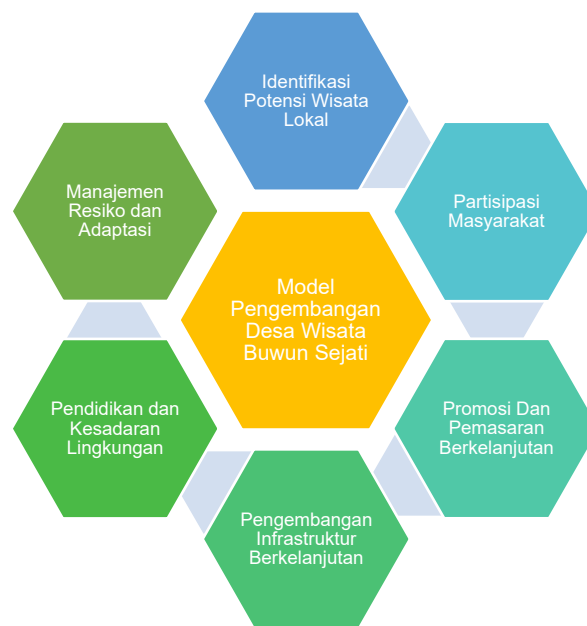 Identifikasi
Potensi Wisata
Lokal
Partisipasi
Masyarakat
Promosi Dan
Pemasaran
Berkelanjutan
Pengembangan
Infrastruktur
Berkelanjutan
Pendidikan dan
Kesadaran
Lingkungan
Manajemen
Resiko dan
Adaptasi
Model
Pengembangan
Desa Wisata
Buwun Sejati